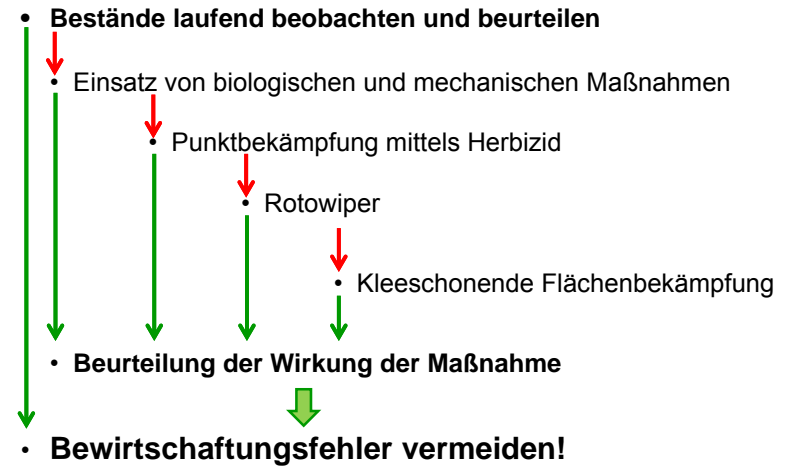 • Bestände laufend beobachten und beurteilen
• Einsatz von biologischen und mechanischen Maßnahmen
• Punktbekämpfung mittels Herbizid
• Rotowiper
• Kleeschonende Flächenbekämpfung
• Beurteilung der Wirkung der Maßnahme
• Bewirtschaftungsfehler vermeiden!